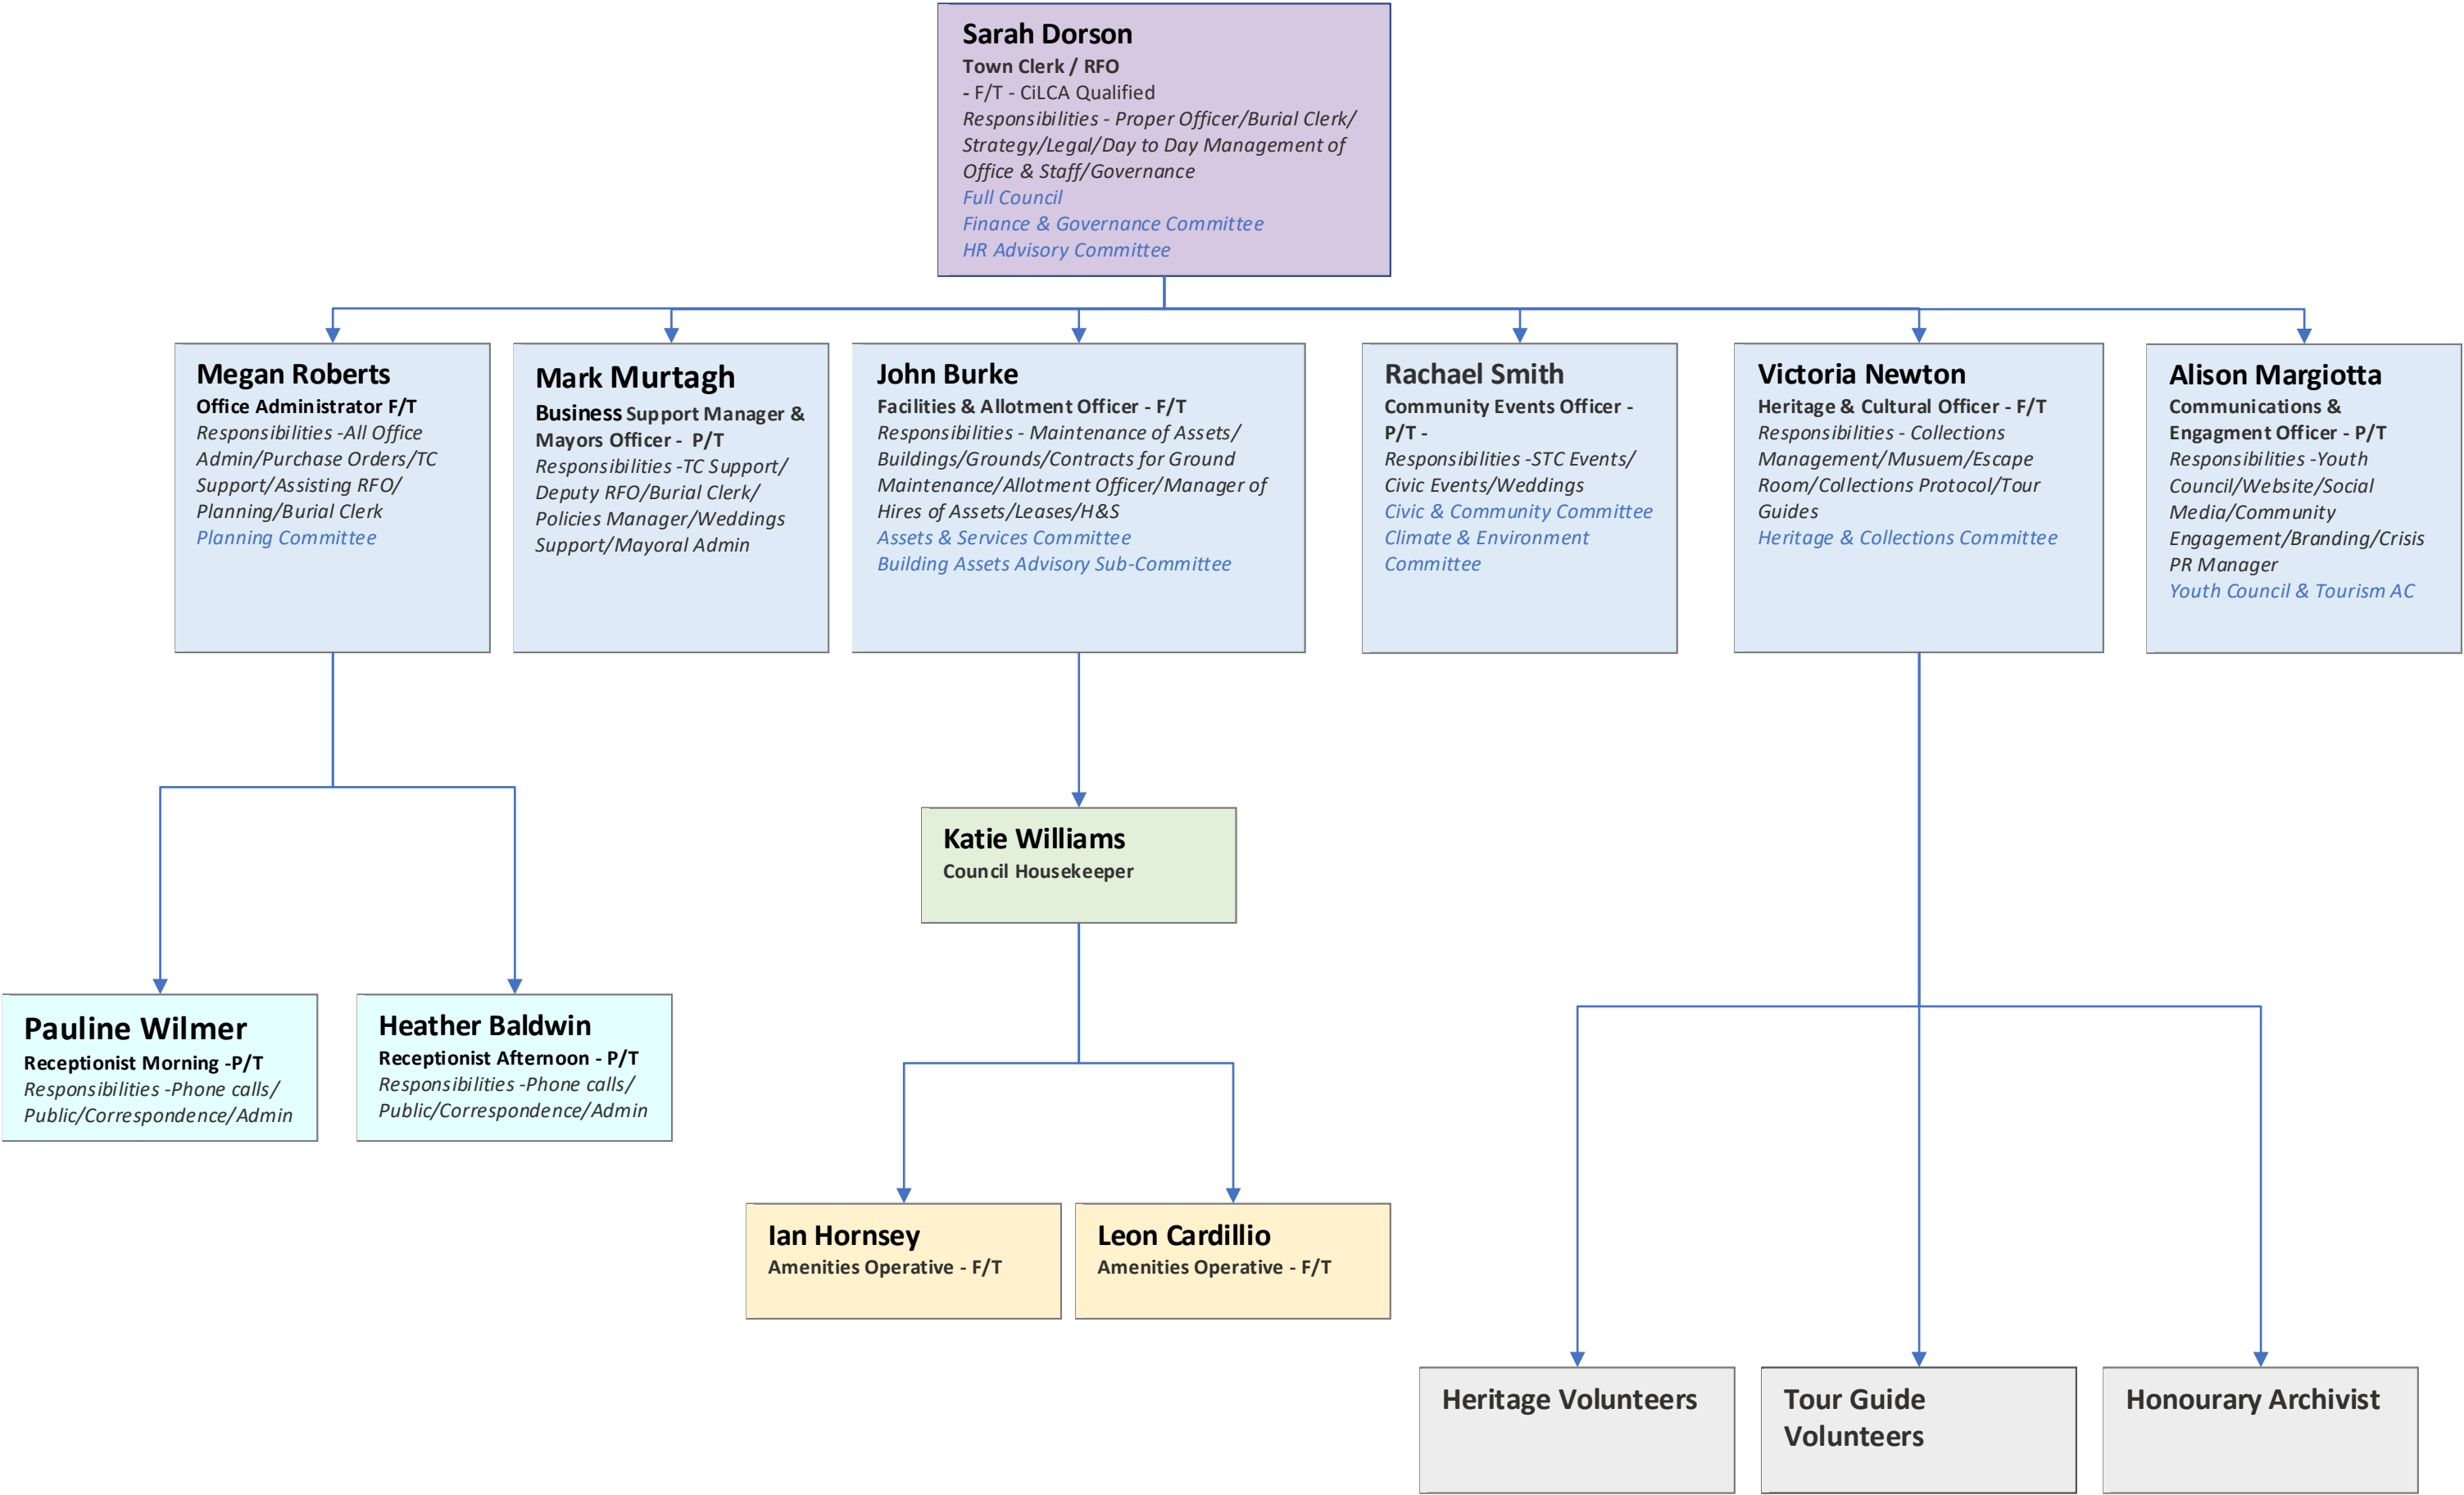 Sarah Dorson
Town Clerk / RFO
- F/T - CiLCA Qualified
Responsibilities - Proper Officer/Burial Clerk/
Strategy/Legal/Day to Day Management of
Office & Staff/Governance
Full Council
Finance & Governance Committee
HR Advisory Committee
Megan Roberts
Office Administrator F/T
Responsibilities -All Office
Admin/Purchase Orders/TC
Support/Assisting RFO/
Planning/Burial Clerk
Planning Committee
Mark Murtagh
Business Support Manager &
Mayors Officer - P/T
Responsibilities -TC Support/
Deputy RFO/Burial Clerk/
Policies Manager/Weddings
Support/Mayoral Admin
John Burke
Facilities & Allotment Officer - F/T
Responsibilities - Maintenance of Assets/
Buildings/Grounds/Contracts for Ground
Maintenance/Allotment Officer/Manager of
Hires of Assets/Leases/H&S
Assets & Services Committee
Building Assets Advisory Sub-Committee
Rachael Smith
Community Events Officer -
P/T -
Responsibilities -STC Events/
Civic Events/Weddings
Civic & Community Committee
Climate & Environment
Committee
Victoria Newton
Heritage & Cultural Officer - F/T
Responsibilities - Collections
Management/Musuem/Escape
Room/Collections Protocol/Tour
Guides
Heritage & Collections Committee
Alison Margiotta
Communications &
Engagment Officer - P/T
Responsibilities -Youth
Council/Website/Social
Media/Community
Engagement/Branding/Crisis
PR Manager
Youth Council & Tourism AC
Katie Williams
Council Housekeeper
Pauline Wilmer
Receptionist Morning -P/T
Responsibilities -Phone calls/
Public/Correspondence/Admin
Heather Baldwin
Receptionist Afternoon - P/T
Responsibilities -Phone calls/
Public/Correspondence/Admin
Ian Hornsey
Amenities Operative - F/T
Leon Cardillio
Amenities Operative - F/T
Heritage Volunteers
Tour Guide
Volunteers
Honourary Archivist